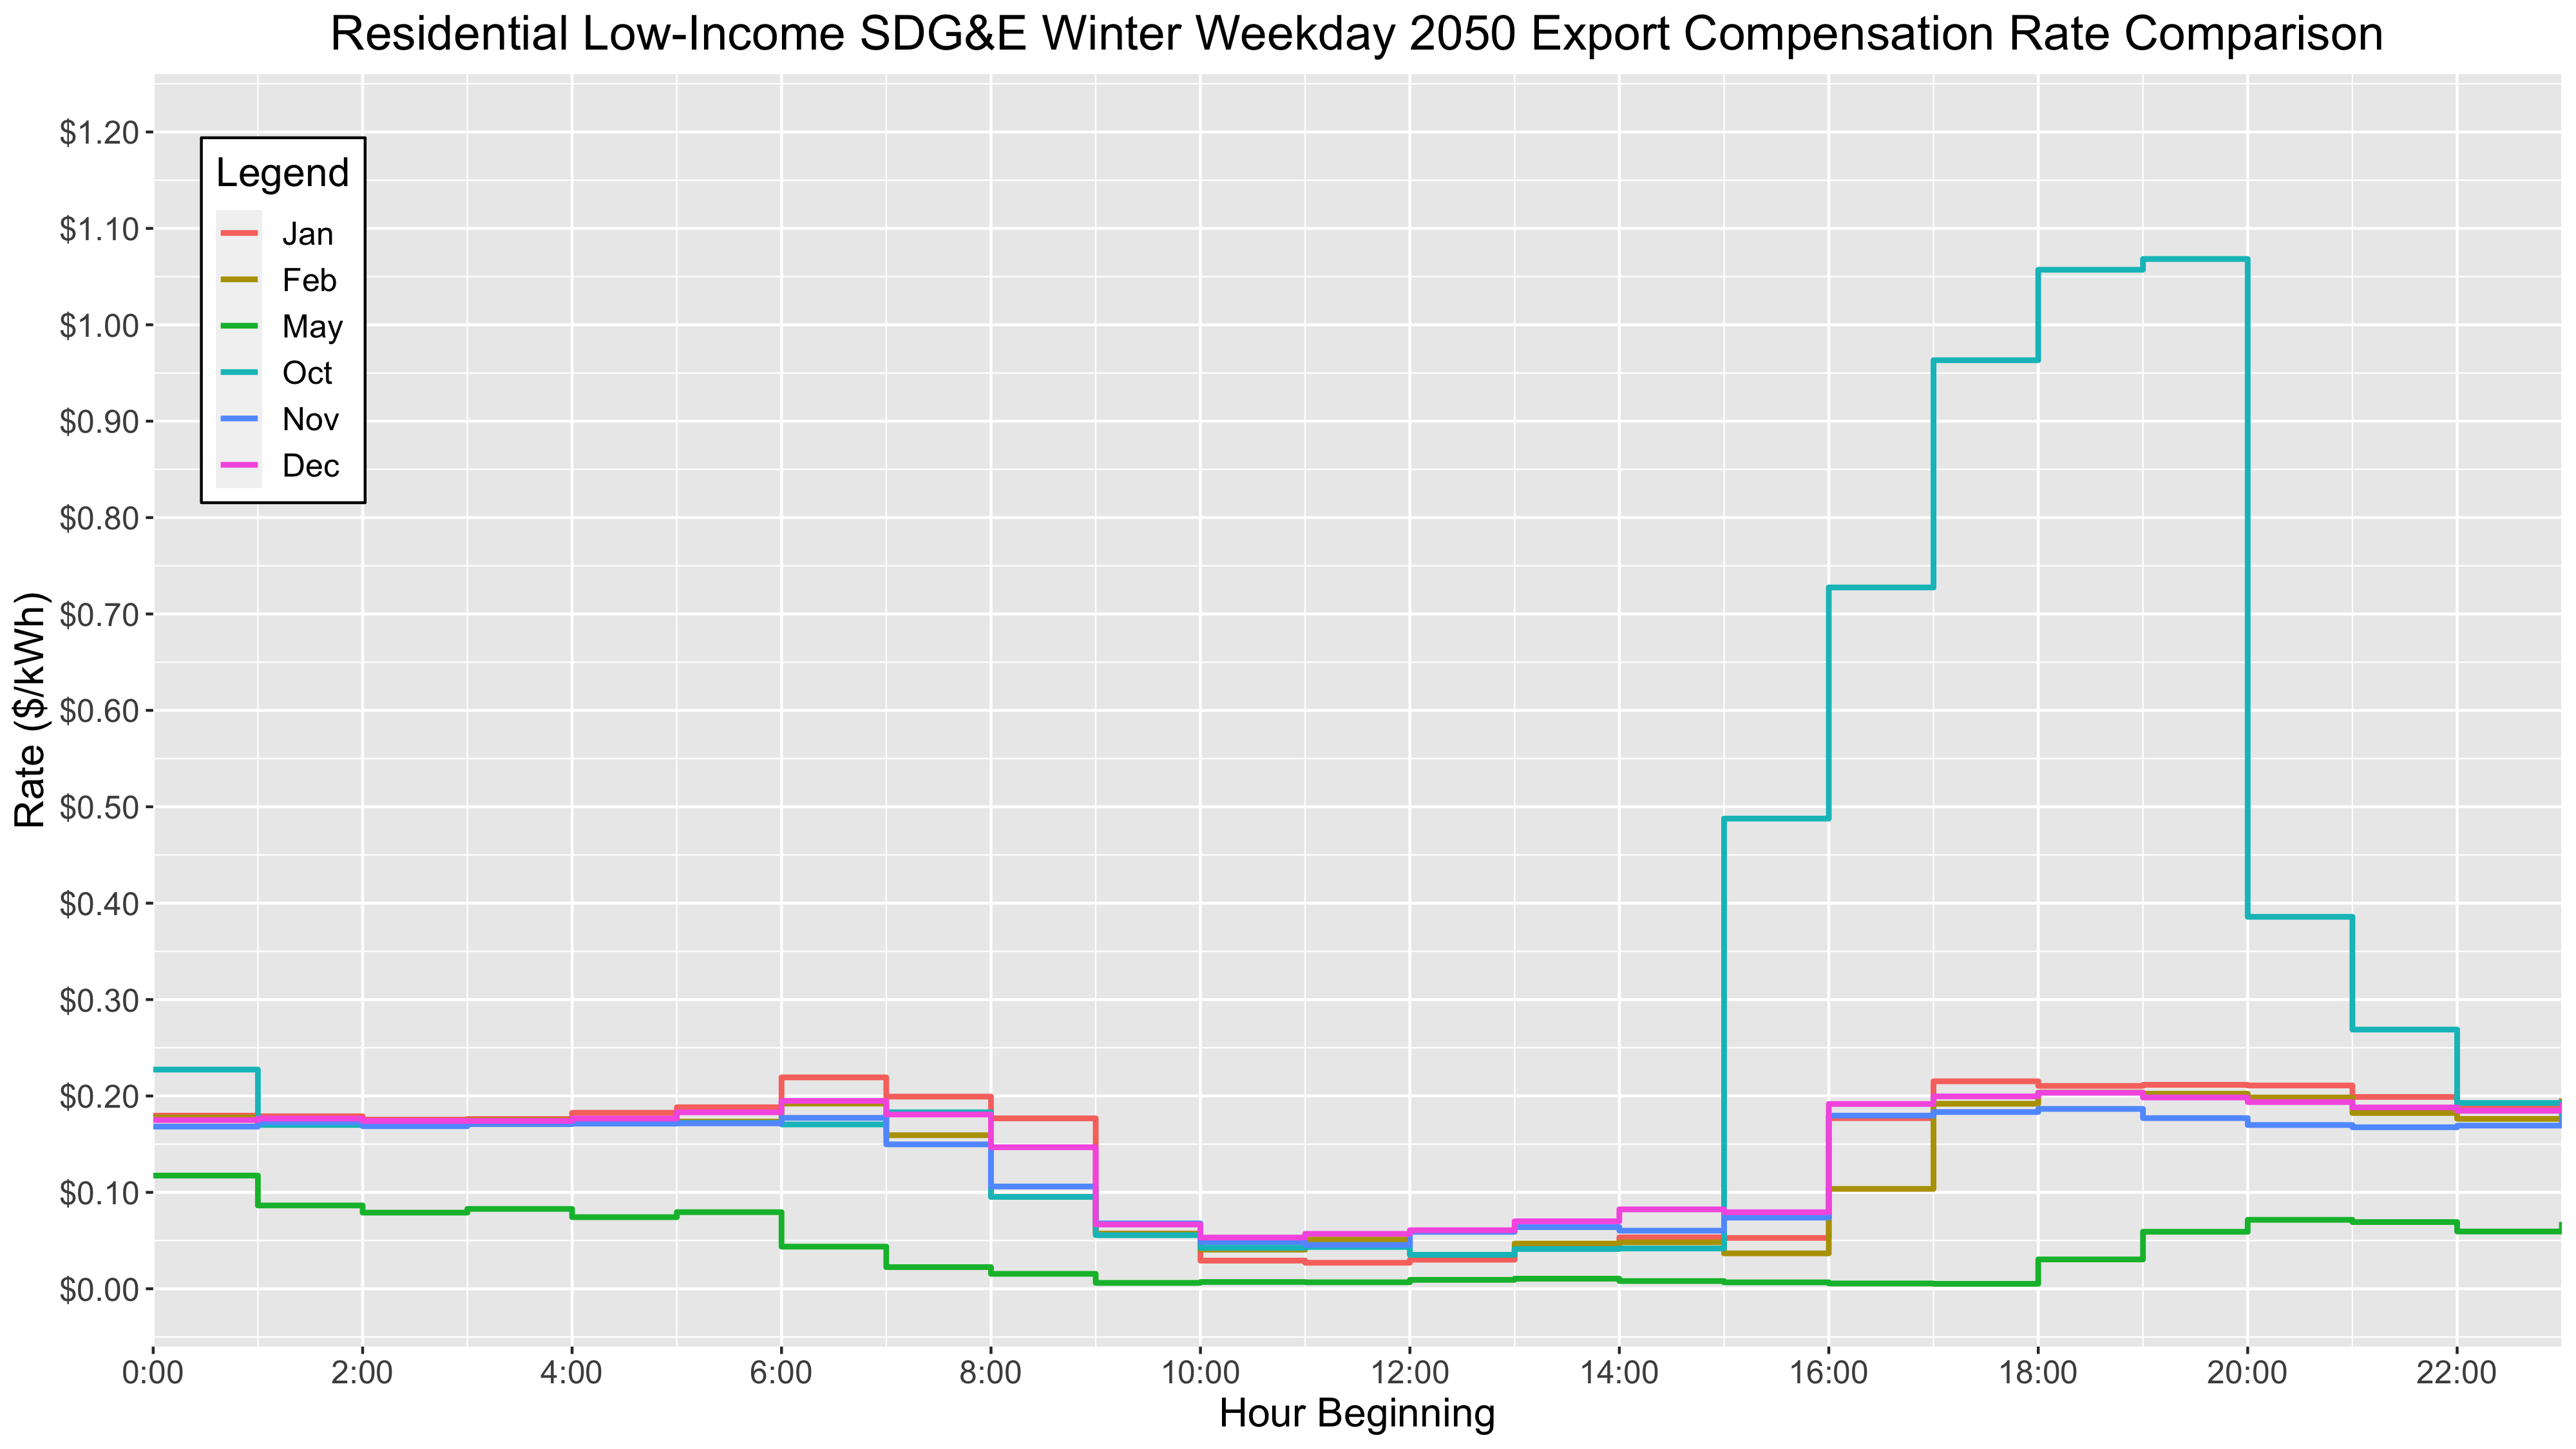 Residential Low-Income SDG&E Winter Weekday 2050 Export Compensation Rate Comparison
$1.20
$1.10
$1.00
$0.90
$0.80
$0.70
$0.60
$0.50
$0.40
$0.30
$0.20
$0.10
$0.00
Rate ($/kWh)
Legend
Jan
Feb
May
Oct
Nov
Dec
0:00 2:00 4:00 6:00 8:00 10:00 12:00 14:00 16:00 18:00 20:00 22:00
Hour Beginning